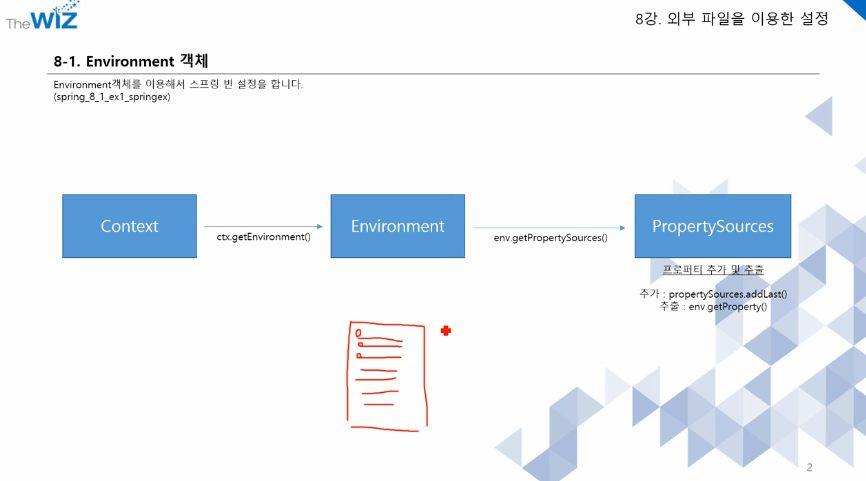 The WIZ
8강. 외부 파일을 이용한 설정
8-1. Environment 객체
Environment객체를 이용해서 스프링 빈 설정을 합니다.
(spring_8_1_ex1_springex)
Context
ctx.getEnvironment()
Environment
env.getPropertySources()
PropertySources
프로퍼티 추가 및 추출
추가 : propertySources.addLast()
추출 : env.getProperty()
2